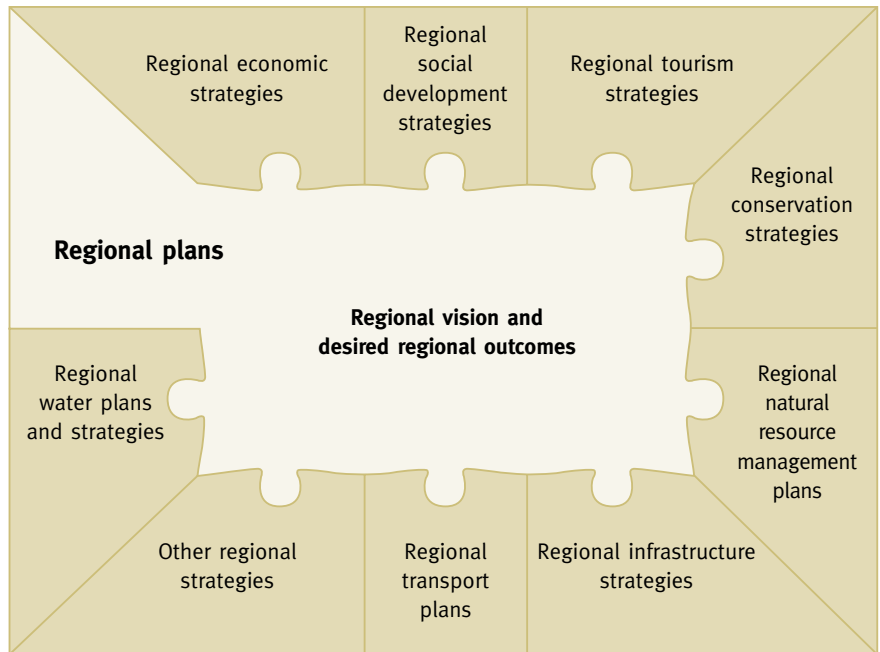 Regional economic
strategies
Regional
social
development
strategies
Regional tourism
strategies
Regional
conservation
strategies
Regional plans
Regional vision and
desired regional outcomes
Regional
water plans
and strategies
Regional
natural
resource
management
plans
Other regional
strategies
Regional
transport
plans
Regional infrastructure
strategies